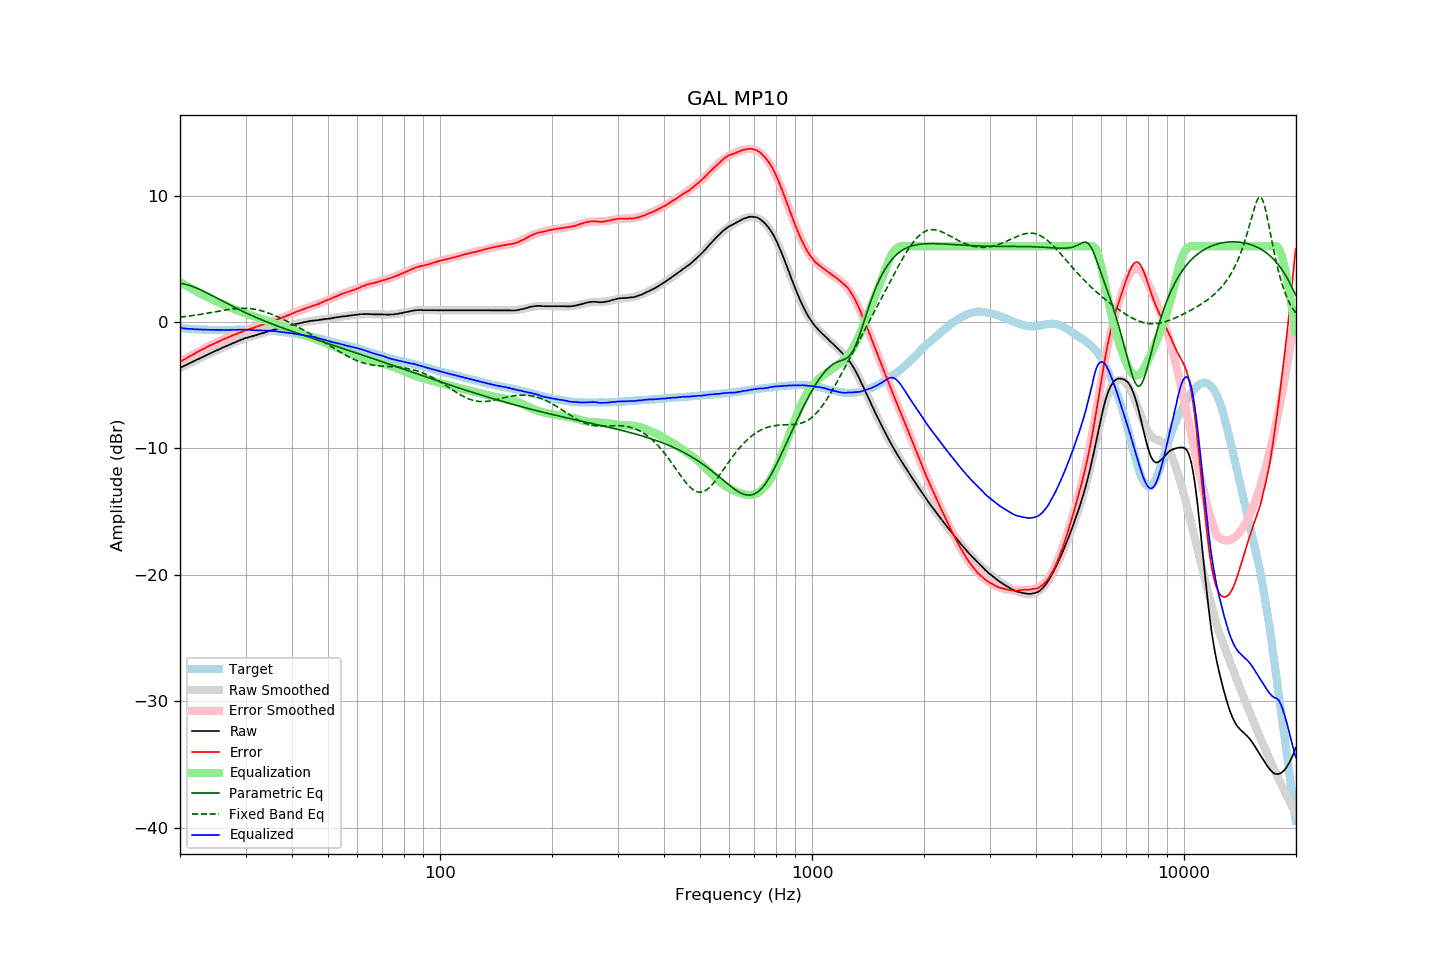 GAL MP10
Amplitude (dBr)
10
0
−10
−20
−30
−40
Target
Raw Smoothed
Error Smoothed
Raw
Error
Equalization
Parametric Eq
Fixed Band Eq
Equalized
100 1000 10000
Frequency (Hz)